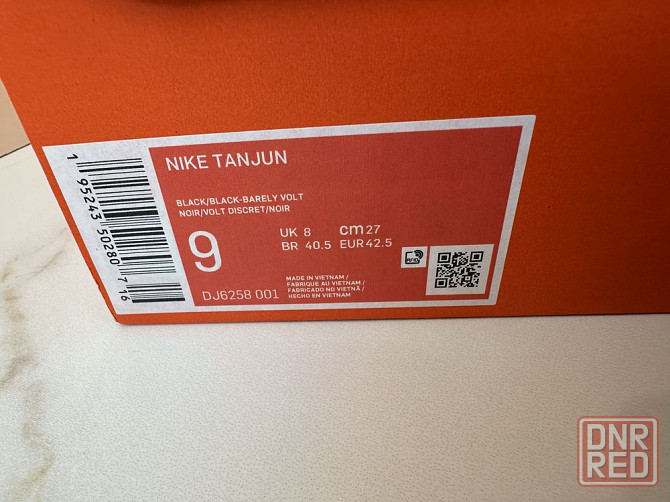 NIKE TANJUN
BLACK/BLACK-BARELY VOLT
NOIR/VOLT DISCRET/NOIR
9
UK 8 cm 27
BR 40.5 EUR 42.5
DJ6258 001
MADE IN VIETNAM /
FABRIQUE AU VIETNAM /
FABRICADO NO VIETNÃ /
HECHO EN VIETNAM
1 95243 50280 7 16
RFID
DNR
RED